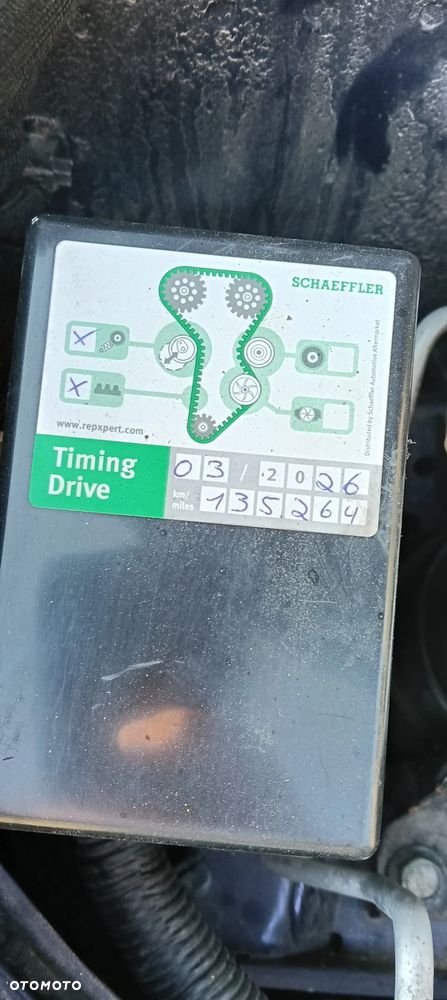 SCHAEFFLER
X
X
www.repxpert.com
Distributed by Schaeffler Automotive Aftermarket
Timing
Drive
03/2026
km/
miles
135264
OTOMOTO